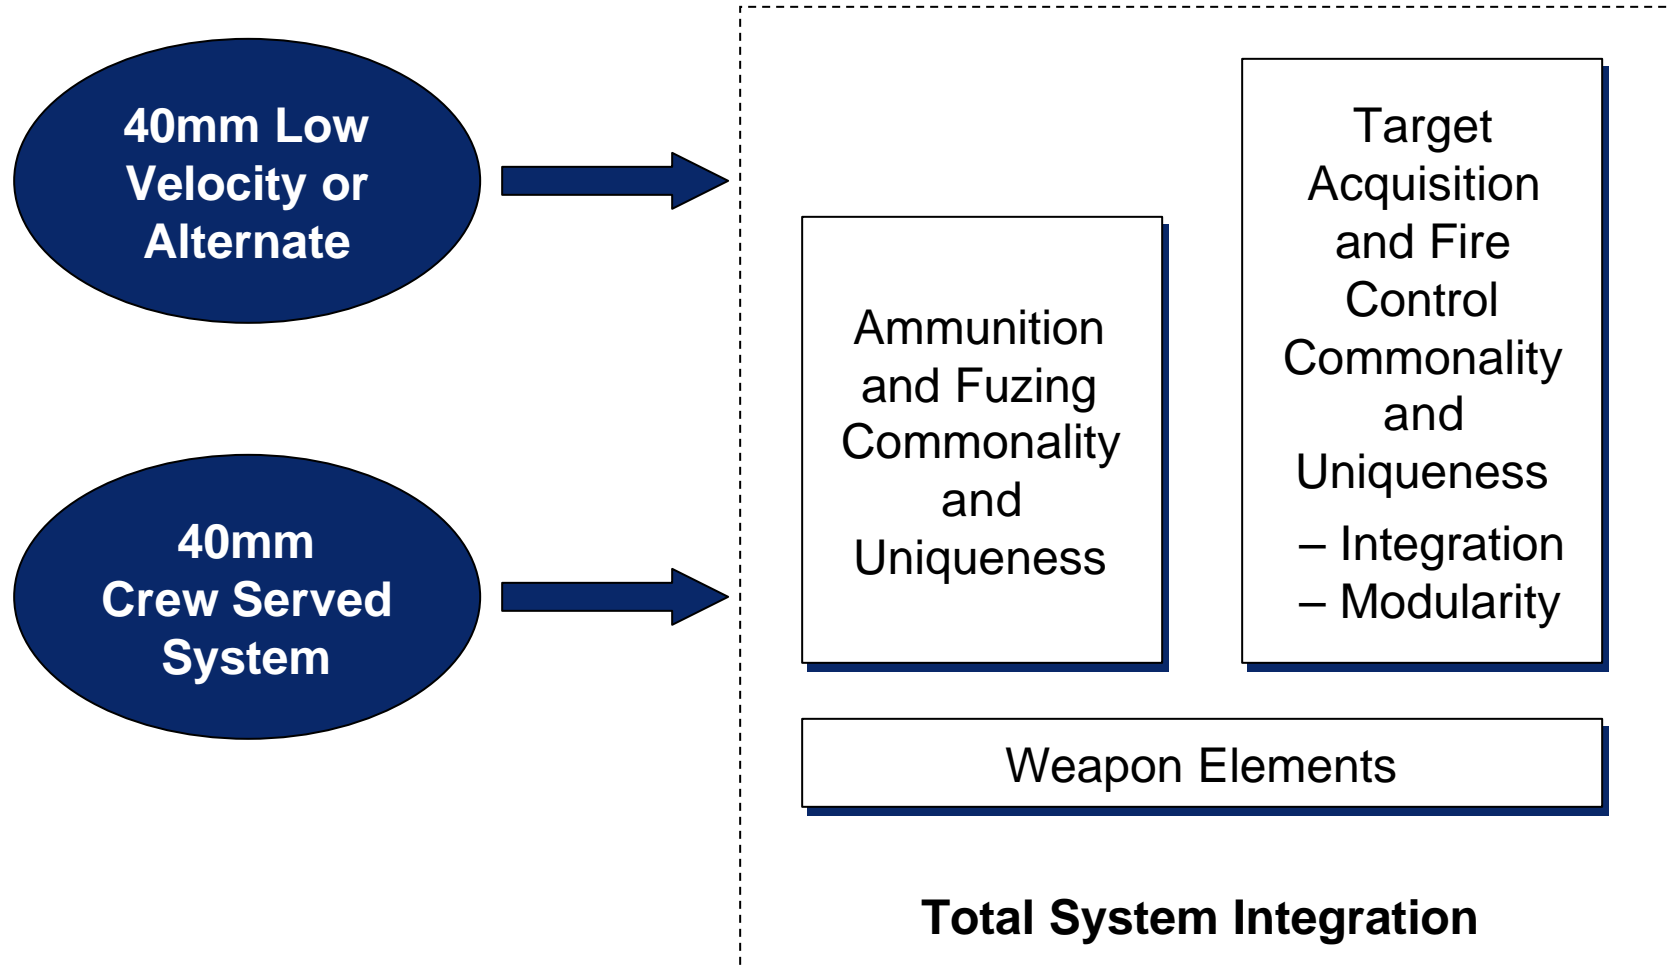 40mm Low
Velocity or
Alternate
40mm
Crew Served
System
Ammunition
and Fuzing
Commonality
and
Uniqueness
Target
Acquisition
and Fire
Control
Commonality
and
Uniqueness
– Integration
– Modularity
Weapon Elements
Total System Integration